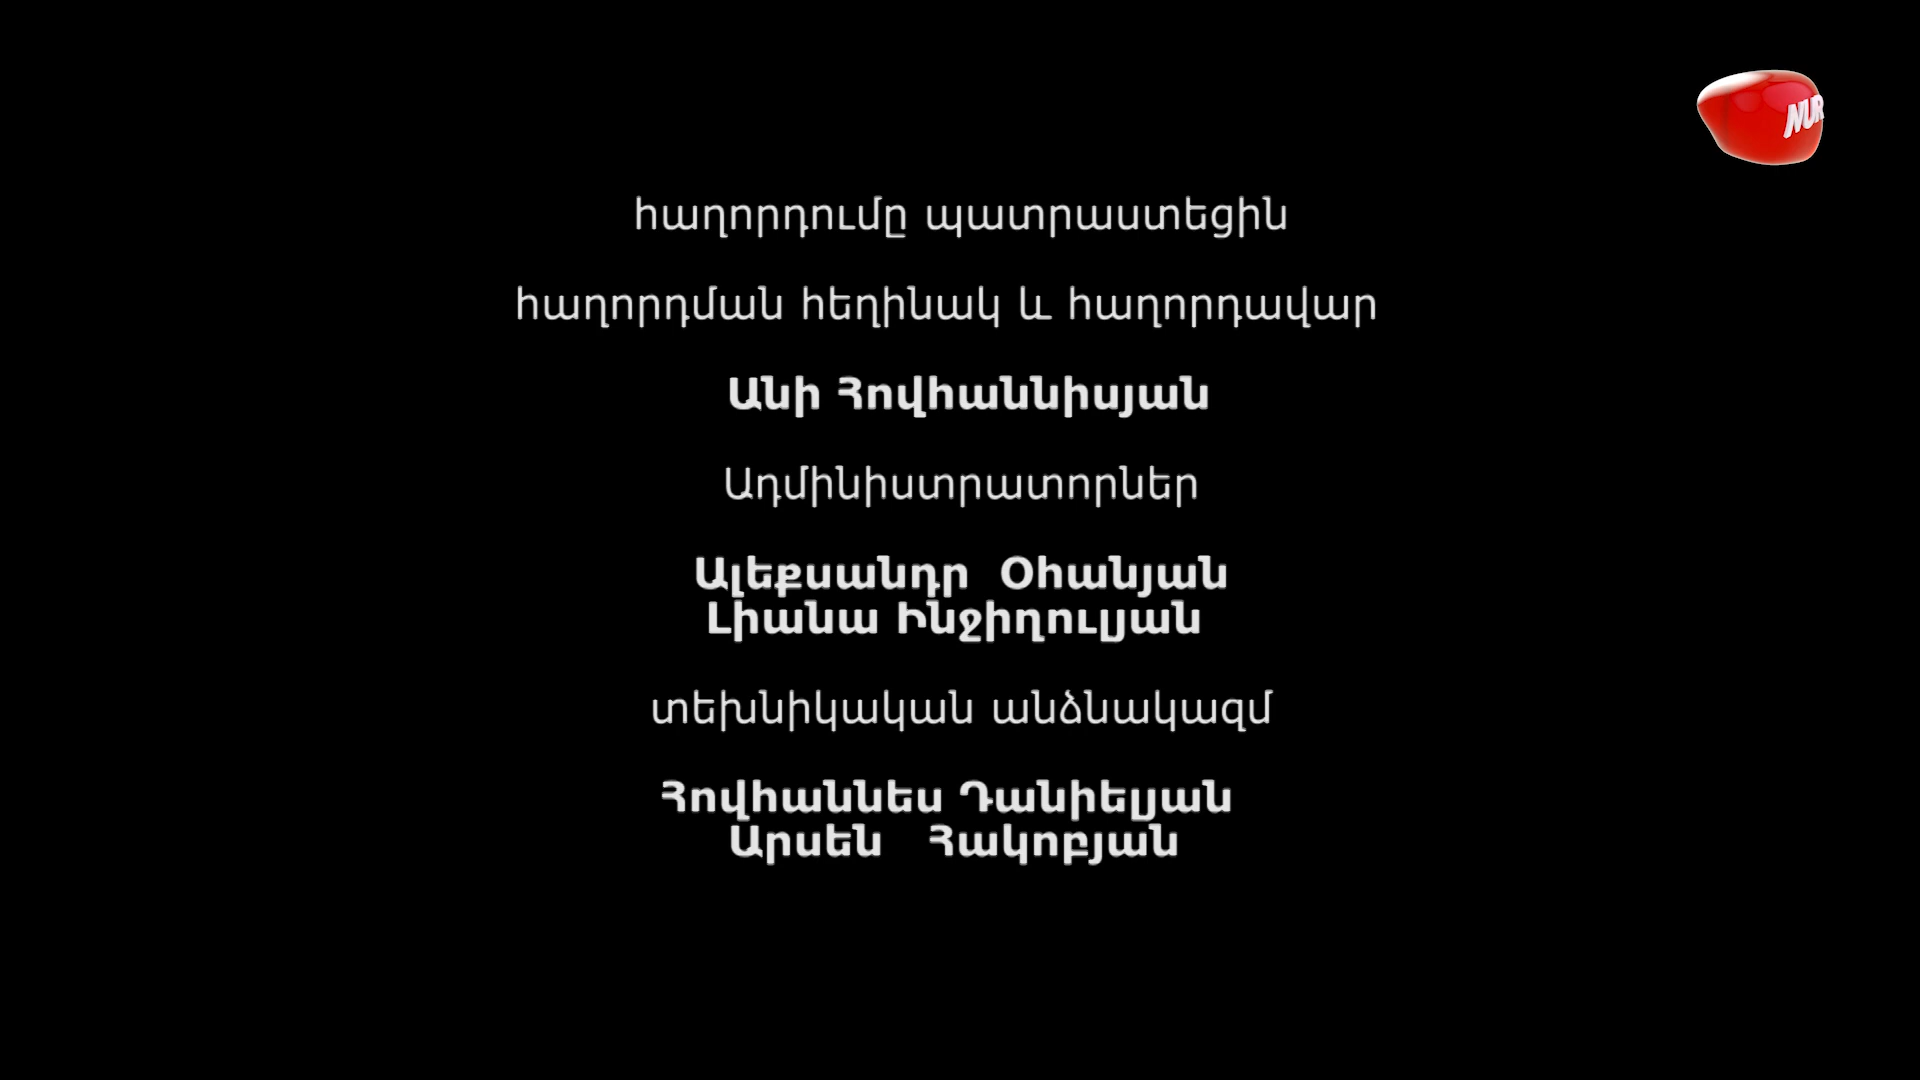 NUR
հաղորդումը պատրաստեցին
հաղորդման հեղինակ և հաղորդավար
Անի Հովհաննիսյան
Ադմինիստրատորներ
Ալեքսանդր Օհանյան
Լիանա Ինջիղուլյան
տեխնիկական անձնակազմ
Հովհաննես Դանիելյան
Արսեն Հակոբյան